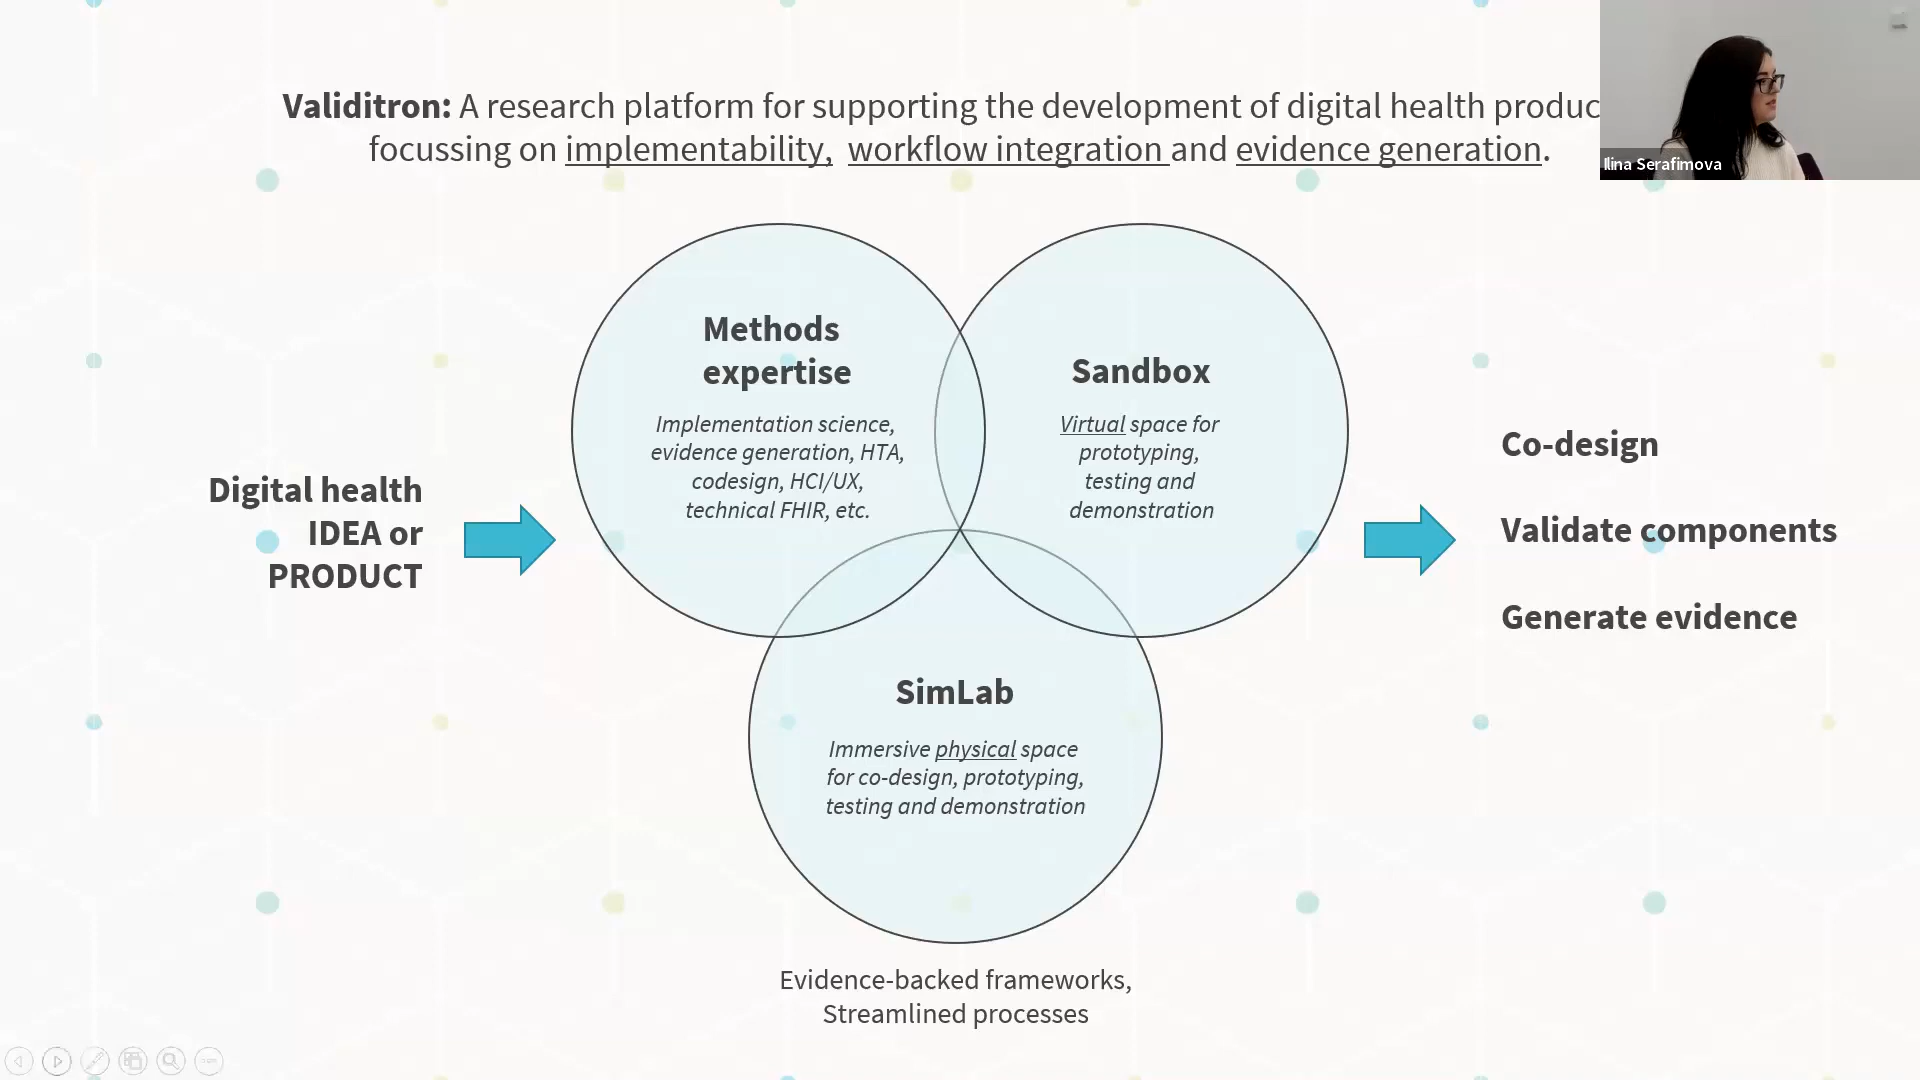 Validitron: A research platform for supporting the development of digital health produc
focussing on implementability, workflow integration and evidence generation.
Ilina Serafimova
Methods
expertise
Implementation science,
evidence generation, HTA,
codesign, HCI/UX,
technical FHIR, etc.
Sandbox
Virtual space for
prototyping,
testing and
demonstration
Digital health
IDEA or
PRODUCT
Co-design
Validate components
Generate evidence
SimLab
Immersive physical space
for co-design, prototyping,
testing and demonstration
Evidence-backed frameworks,
Streamlined processes